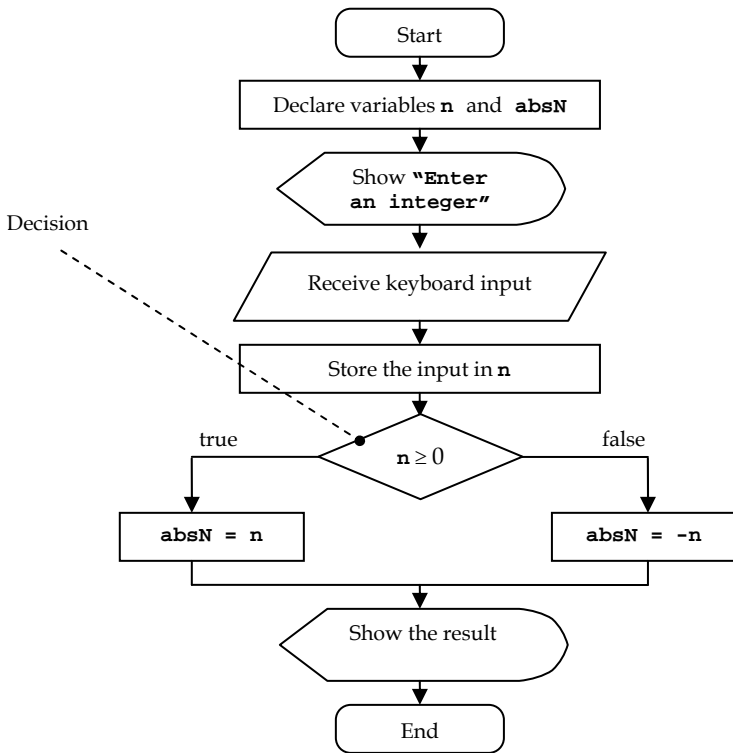 Start
Declare variables n and absN
Show “Enter
an integer”
Decision
Receive keyboard input
Store the input in n
true
false
n ≥ 0
absN = n
absN = -n
Show the result
End